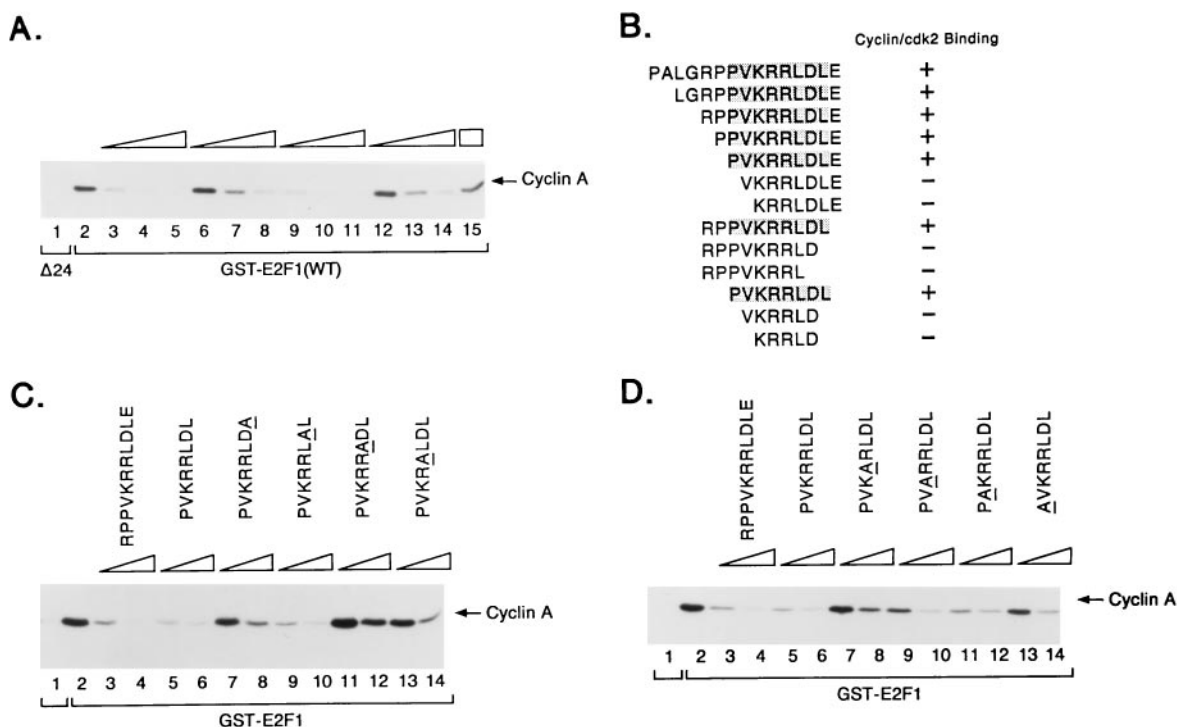 A.
Cyclin A
1 2 3 4 5 6 7 8 9 10 11 12 13 14 15
Δ24 GST-E2F1(WT)
B.
Cyclin/cdk2 Binding
PALGRPPVKRRLDLE +
LGRPPVKRRLDLE +
RPPVKRRLDLE +
PPVKRRLDLE +
PVKRRLDLE +
VKRRLDLE −
KRRLDLE −
RPPVKRRLDL +
RPPVKRRLD −
RPPVKRRL −
PVKRRLDL +
VKRRLD −
KRRLD −
C.
RPPVKRRLDLE
PVKRRLDL
PVKRRLDA
PVKRRLAL
PVKRRADL
PVKRALDL
Cyclin A
1 2 3 4 5 6 7 8 9 10 11 12 13 14
GST-E2F1
D.
RPPVKRRLDLE
PVKRRLDL
PVKARLDL
PVARRLDL
PAKRRLDL
AVKRRLDL
Cyclin A
1 2 3 4 5 6 7 8 9 10 11 12 13 14
GST-E2F1